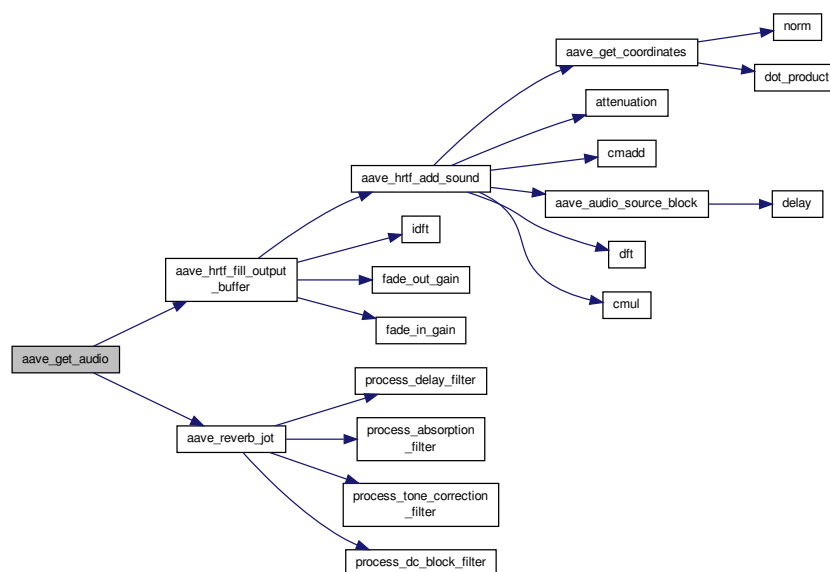 norm
aave_get_coordinates
dot_product
attenuation
cmadd
aave_hrtf_add_sound
aave_audio_source_block
delay
idft
dft
aave_hrtf_fill_output
_buffer
fade_out_gain
cmul
fade_in_gain
aave_get_audio
process_delay_filter
aave_reverb_jot
process_absorption
_filter
process_tone_correction
_filter
process_dc_block_filter